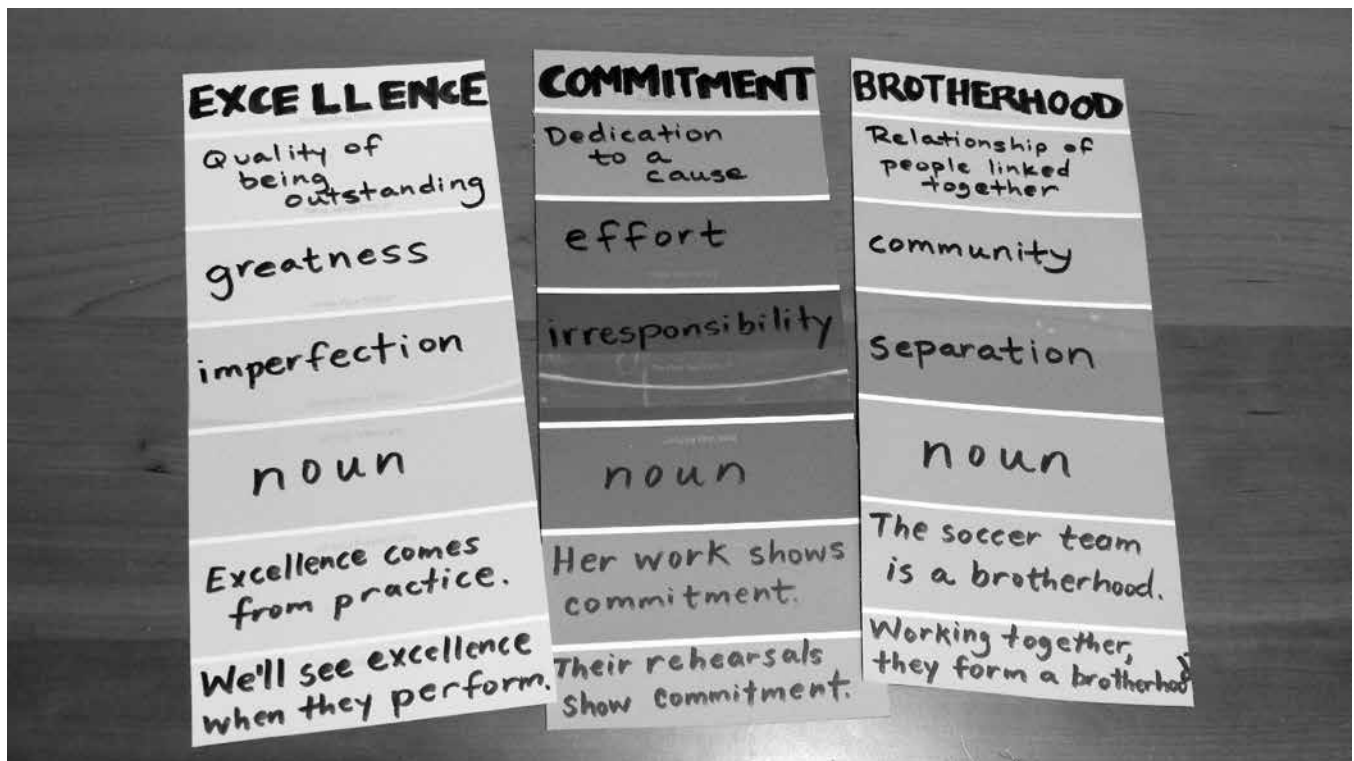 EXCELLENCE
Quality of
being
outstanding
greatness
imperfection
noun
Excellence comes
from practice.
We'll see excellence
when they perform.
COMMITMENT
Dedication
to a
cause
effort
irresponsibility
noun
Her work shows
commitment.
Their rehearsals
show commitment.
BROTHERHOOD
Relationship of
people linked
together
community
separation
noun
The soccer team
is a brotherhood.
Working together,
they form a brotherhood